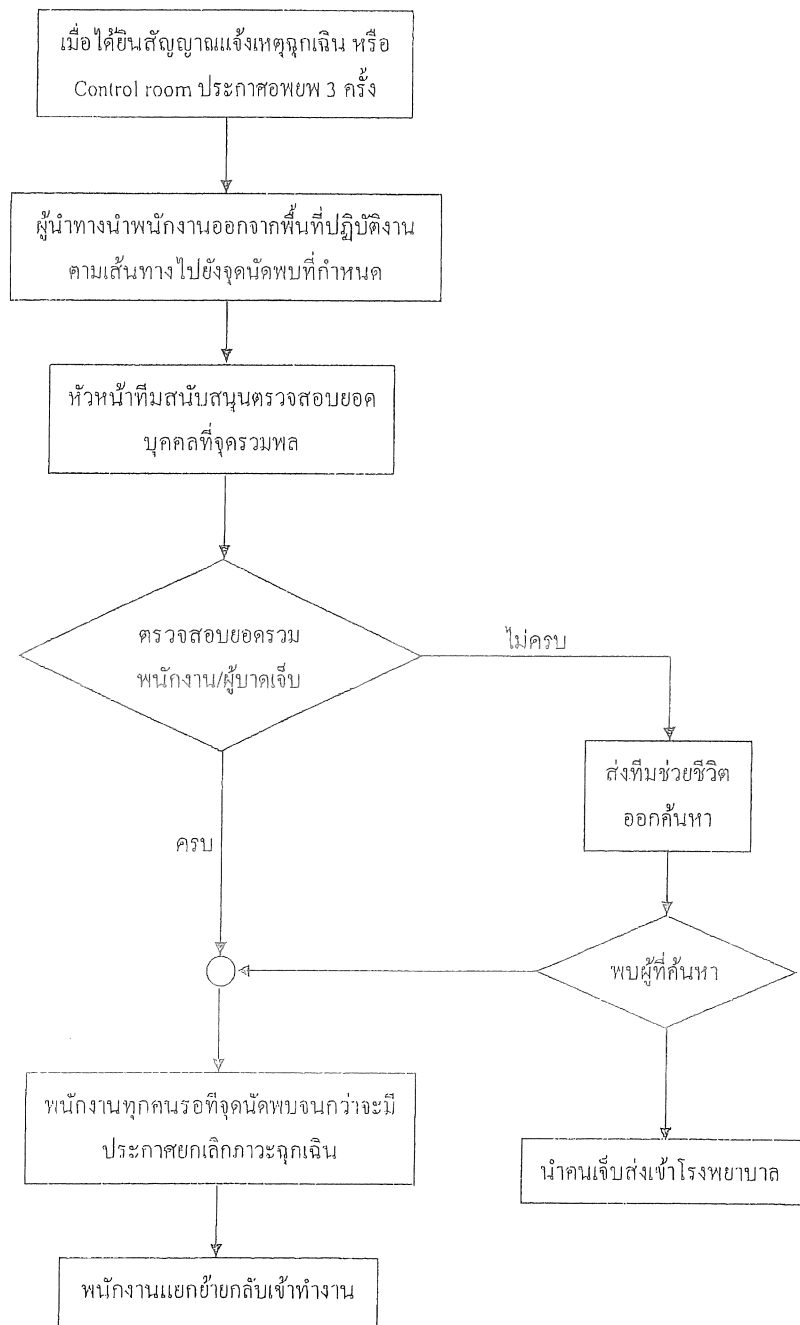 เมื่อได้ยินสัญญาณแจ้งเหตุฉุกเฉิน หรือ
Control room ประกาศอพยพ 3 ครั้ง
ผู้นำทางนำพนักงานออกจากพื้นที่ปฏิบัติงาน
ตามเส้นทางไปยังจุดนัดพบที่กำหนด
หัวหน้าทีมสนับสนุนตรวจสอบยอด
บุคคลที่จุดรวมพล
ตรวจสอบยอดรวม
พนักงาน/ผู้บาดเจ็บ
ไม่ครบ
ส่งทีมช่วยชีวิต
ออกค้นหา
ครบ
พบผู้ที่ค้นหา
พนักงานทุกคนรอที่จุดนัดพบจนกว่าจะมี
ประกาศยกเลิกภาวะฉุกเฉิน
นำคนเจ็บส่งเข้าโรงพยาบาล
พนักงานแยกย้ายกลับเข้าทำงาน